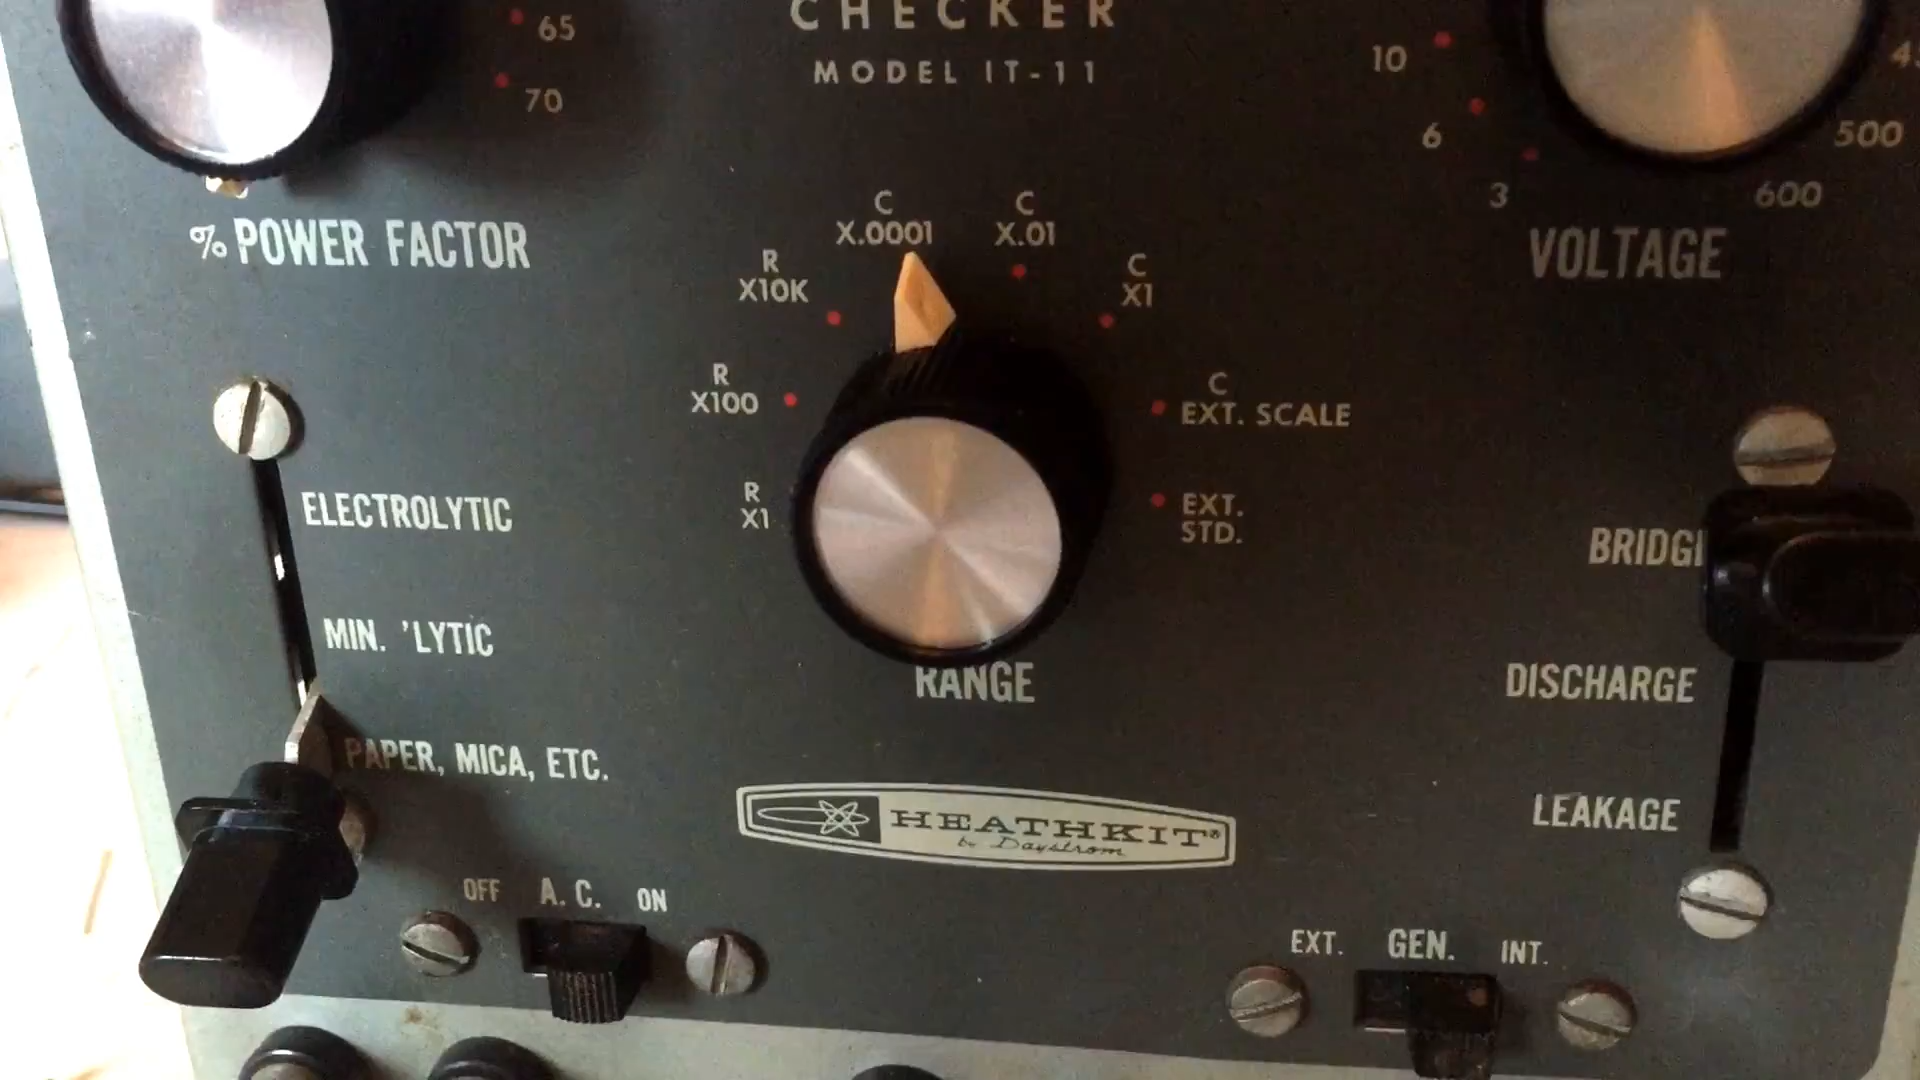 CHECKER
MODEL IT-11
65
70
% POWER FACTOR
10
6
3
500
600
VOLTAGE
C
X.0001
C
X.01
R
X10K
C
X1
R
X100
C
EXT. SCALE
R
X1
EXT.
STD.
RANGE
ELECTROLYTIC
MIN. 'LYTIC
PAPER, MICA, ETC.
DISCHARGE
LEAKAGE
HEATHKIT®
by Daystrom
OFF A.C. ON
EXT. GEN. INT.